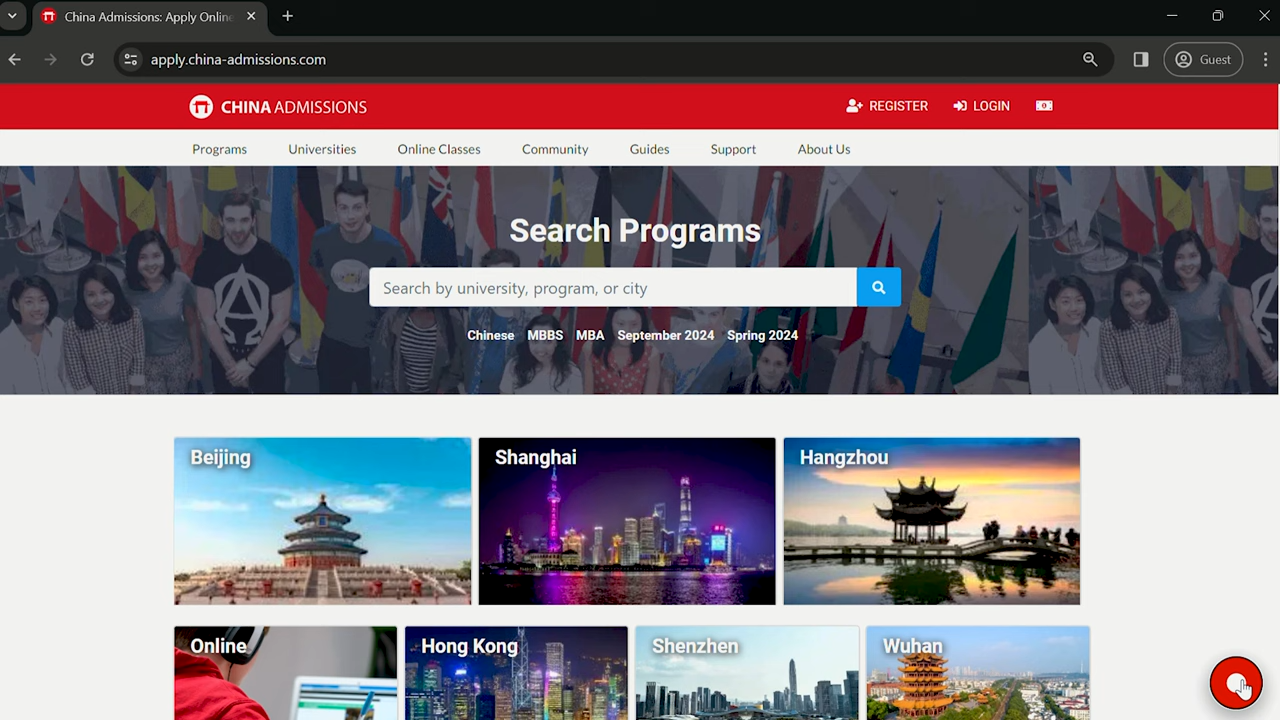 China Admissions: Apply Online
apply.china-admissions.com
Guest
CHINA ADMISSIONS
REGISTER
LOGIN
Programs
Universities
Online Classes
Community
Guides
Support
About Us
Search Programs
Search by university, program, or city
Chinese MBBS MBA September 2024 Spring 2024
Beijing
Shanghai
Hangzhou
Online
Hong Kong
Shenzhen
Wuhan